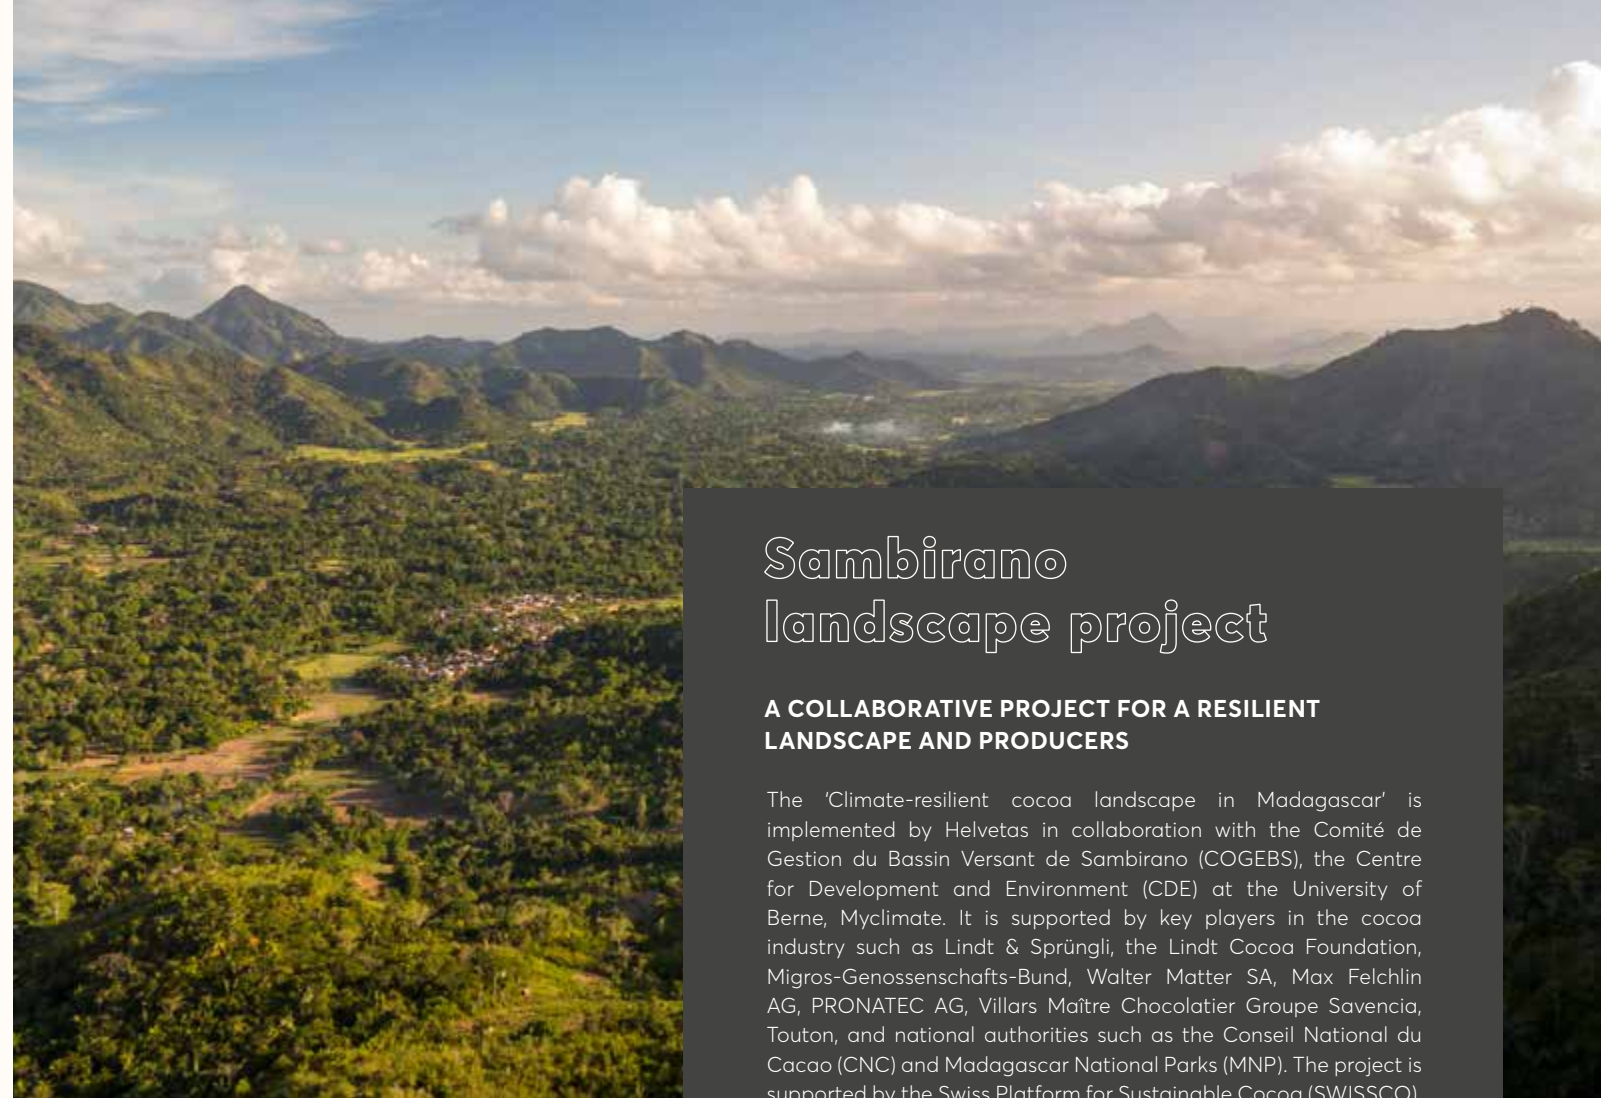 Sambirano
landscape project
A COLLABORATIVE PROJECT FOR A RESILIENT
LANDSCAPE AND PRODUCERS
The ‘Climate-resilient cocoa landscape in Madagascar’ is
implemented by Helvetas in collaboration with the Comité de
Gestion du Bassin Versant de Sambirano (COGEBS), the Centre
for Development and Environment (CDE) at the University of
Berne, Myclimate. It is supported by key players in the cocoa
industry such as Lindt & Sprüngli, the Lindt Cocoa Foundation,
Migros-Genossenschafts-Bund, Walter Matter SA, Max Felchlin
AG, PRONATEC AG, Villars Maître Chocolatier Groupe Savencia,
Touton, and national authorities such as the Conseil National du
Cacao (CNC) and Madagascar National Parks (MNP). The project is
supported by the Swiss Platform for Sustainable Cocoa (SWISSCO).